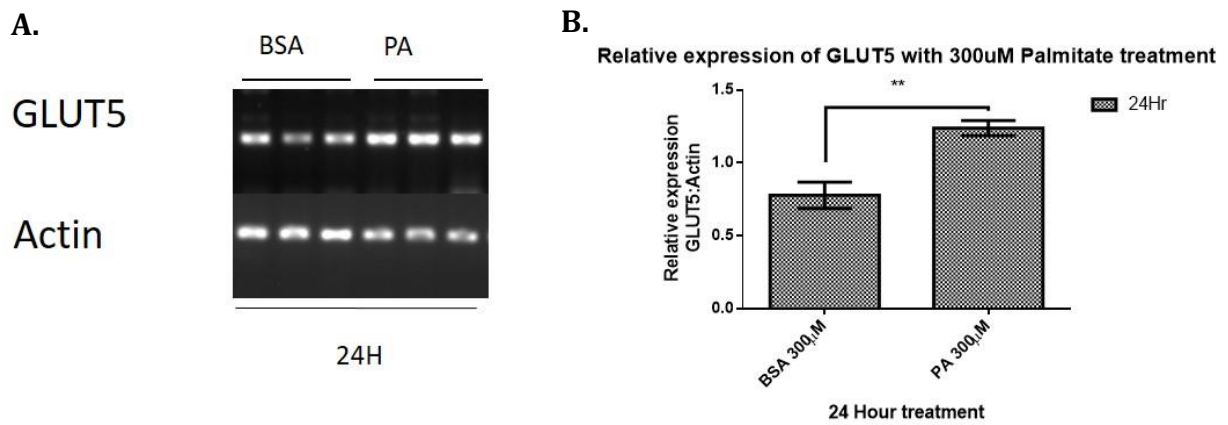 A.
BSA PA
GLUT5
Actin
24H
B.
Relative expression of GLUT5 with 300uM Palmitate treatment
**
24Hr
1.5
1.0
0.5
0.0
Relative expression
GLUT5:Actin
BSA 300μM
PA 300μM
24 Hour treatment